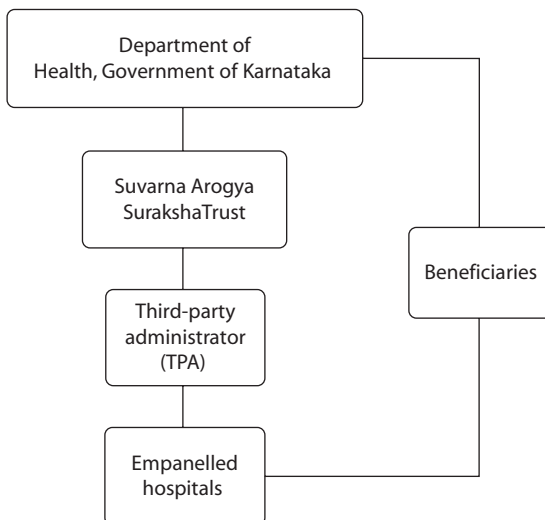 Department of
Health, Government of Karnataka
Suvarna Arogya
SurakshaTrust
Beneficiaries
Third-party
administrator
(TPA)
Empanelled
hospitals